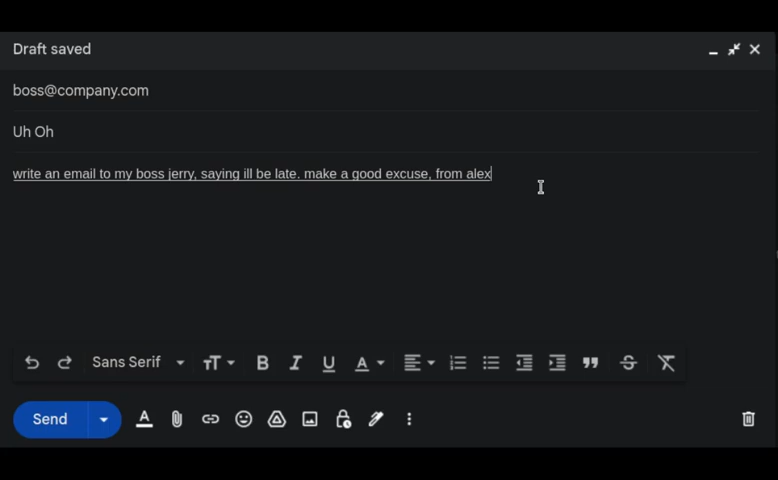 Draft saved
boss@company.com
Uh Oh
write an email to my boss jerry, saying ill be late. make a good excuse, from alex
Sans Serif
Send